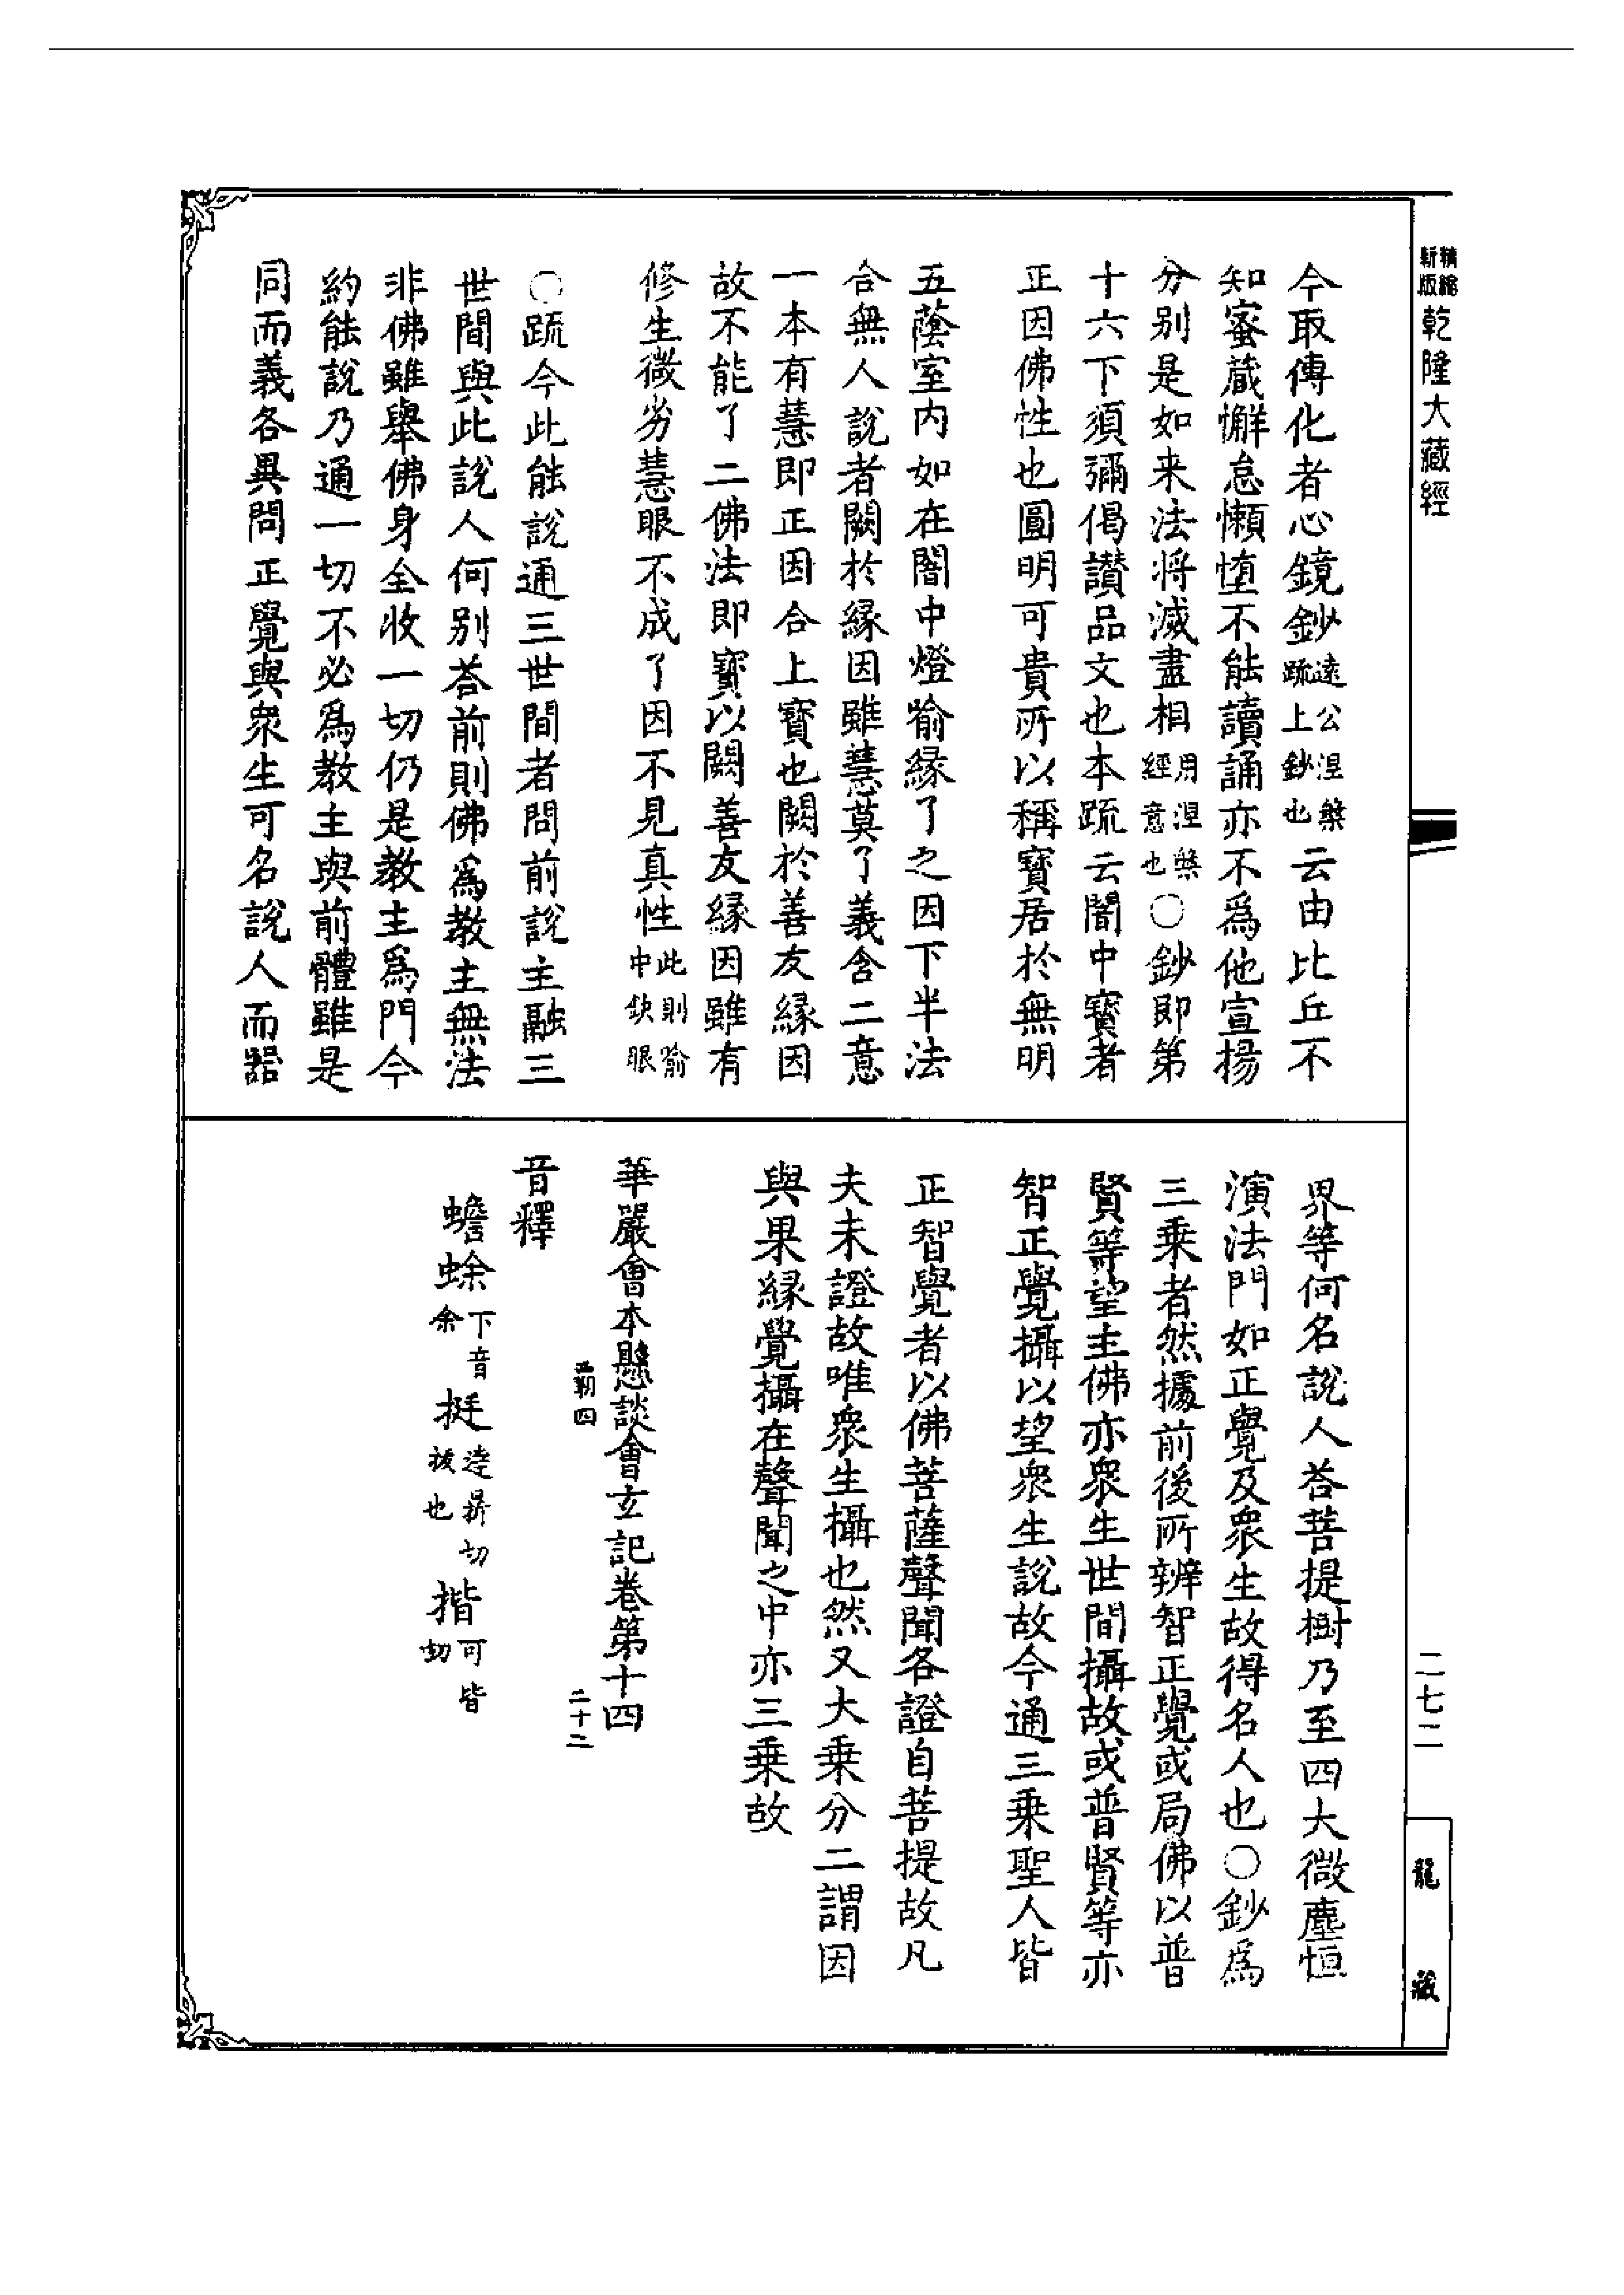 精縮新版乾隆大藏經
今取傳化者心鏡鈔遠公涅槃疏上鈔也云由比丘不
知蜜藏懈怠懶墮不能讀誦亦不爲他宣揚
分別是如来法將滅盡相用涅槃經意也○鈔即第
十六下須彌偈讚品文也本疏云闇中寶者
正因佛性也圓明可貴所以稱寶居於無明
五蔭室内如在闇中燈喻緣了之因下半法
合無人說者闕於緣因雖慧莫了義含二意
一本有慧即正因合上寶也闕於善友緣因
故不能了二佛法即寶以闕善友緣因雖有
修生微劣慧眼不成了因不見真性此則喻中缺眼
○疏今此能說通三世間者問前說主融三
世間與此說人何别荅前則佛爲教主無法
非佛雖舉佛身全收一切仍是教主爲門今
約能說乃通一切不必爲教主與前體雖是
同而義各異問正覺與衆生可名說人而器
界等何名說人荅菩提樹乃至四大微塵恒
演法門如正覺及衆生故得名人也○鈔爲
三乗者然據前後所辨智正覺或局佛以普
賢等望主佛亦衆生世間攝故或普賢等亦
智正覺攝以望衆生說故今通三乗聖人皆
正智覺者以佛菩薩聲聞各證自菩提故凡
夫未證故唯衆生攝也然又大乗分二謂因
與果緣覺攝在聲聞之中亦三乗故
華嚴會本懸談會玄記卷第十四
勒四 二十二
音釋
蟾蜍下音余 挺達鼎切拔也 揩可皆切
二七二
龍藏